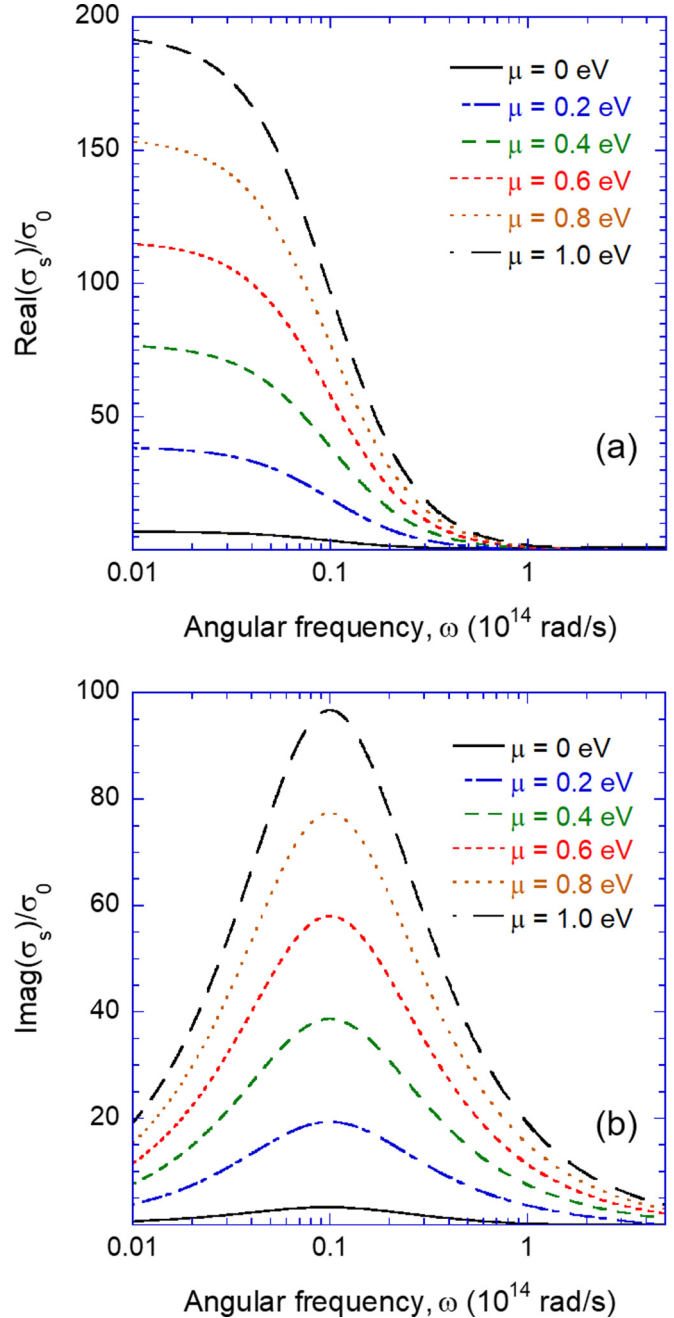 200
150
100
50
Real(σs)/σ0
μ = 0 eV
μ = 0.2 eV
μ = 0.4 eV
μ = 0.6 eV
μ = 0.8 eV
μ = 1.0 eV
(a)
0.01 0.1 1
Angular frequency, ω (10^14 rad/s)
100
80
60
40
20
Imag(σs)/σ0
μ = 0 eV
μ = 0.2 eV
μ = 0.4 eV
μ = 0.6 eV
μ = 0.8 eV
μ = 1.0 eV
(b)
0.01 0.1 1
Angular frequency, ω (10^14 rad/s)